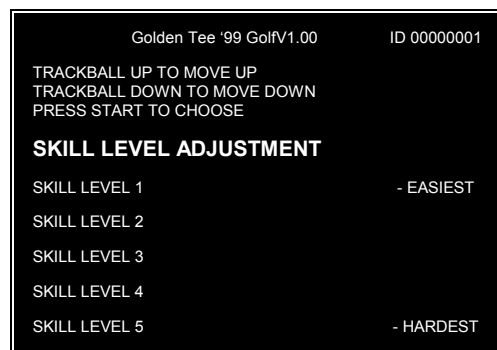 Golden Tee ‘99 GolfV1.00 ID 00000001
TRACKBALL UP TO MOVE UP
TRACKBALL DOWN TO MOVE DOWN
PRESS START TO CHOOSE
SKILL LEVEL ADJUSTMENT
SKILL LEVEL 1 - EASIEST
SKILL LEVEL 2
SKILL LEVEL 3
SKILL LEVEL 4
SKILL LEVEL 5 - HARDEST